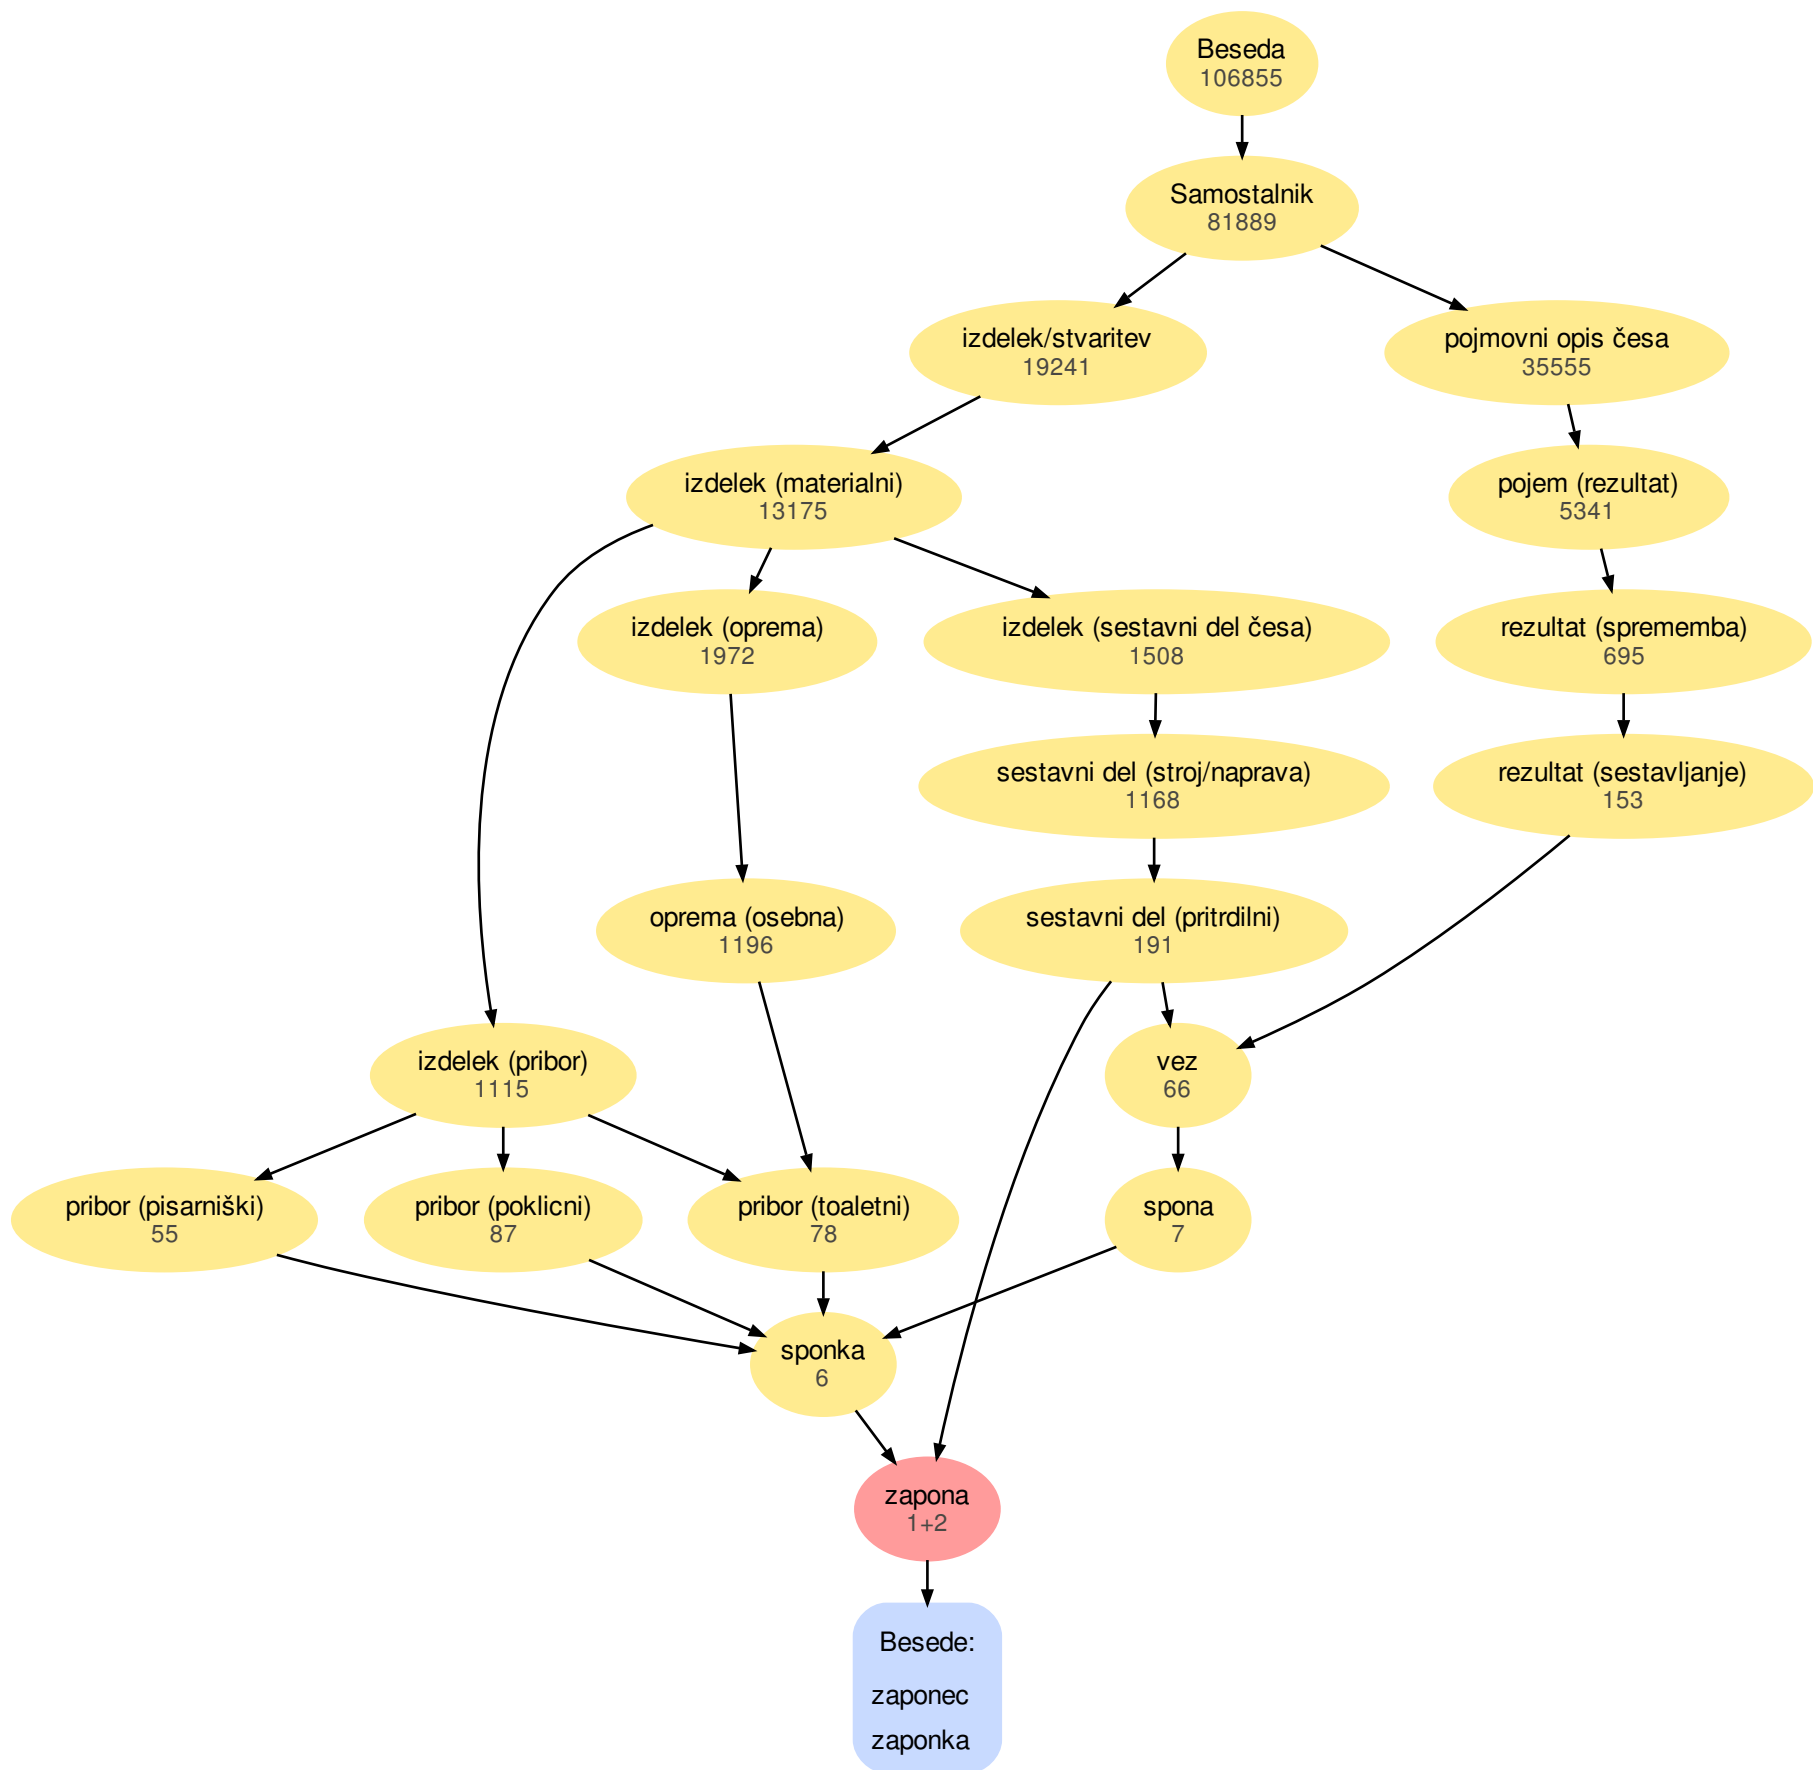 Beseda
106855
Samostalnik
81889
izdelek/stvaritev
19241
pojmovni opis česa
35555
izdelek (materialni)
13175
pojem (rezultat)
5341
izdelek (oprema)
1972
izdelek (sestavni del česa)
1508
rezultat (sprememba)
695
sestavni del (stroj/naprava)
1168
rezultat (sestavljanje)
153
oprema (osebna)
1196
sestavni del (pritrdilni)
191
izdelek (pribor)
1115
vez
66
pribor (pisarniški)
55
pribor (poklicni)
87
pribor (toaletni)
78
spona
7
sponka
6
zapona
1+2
Besede:
zaponec
zaponka